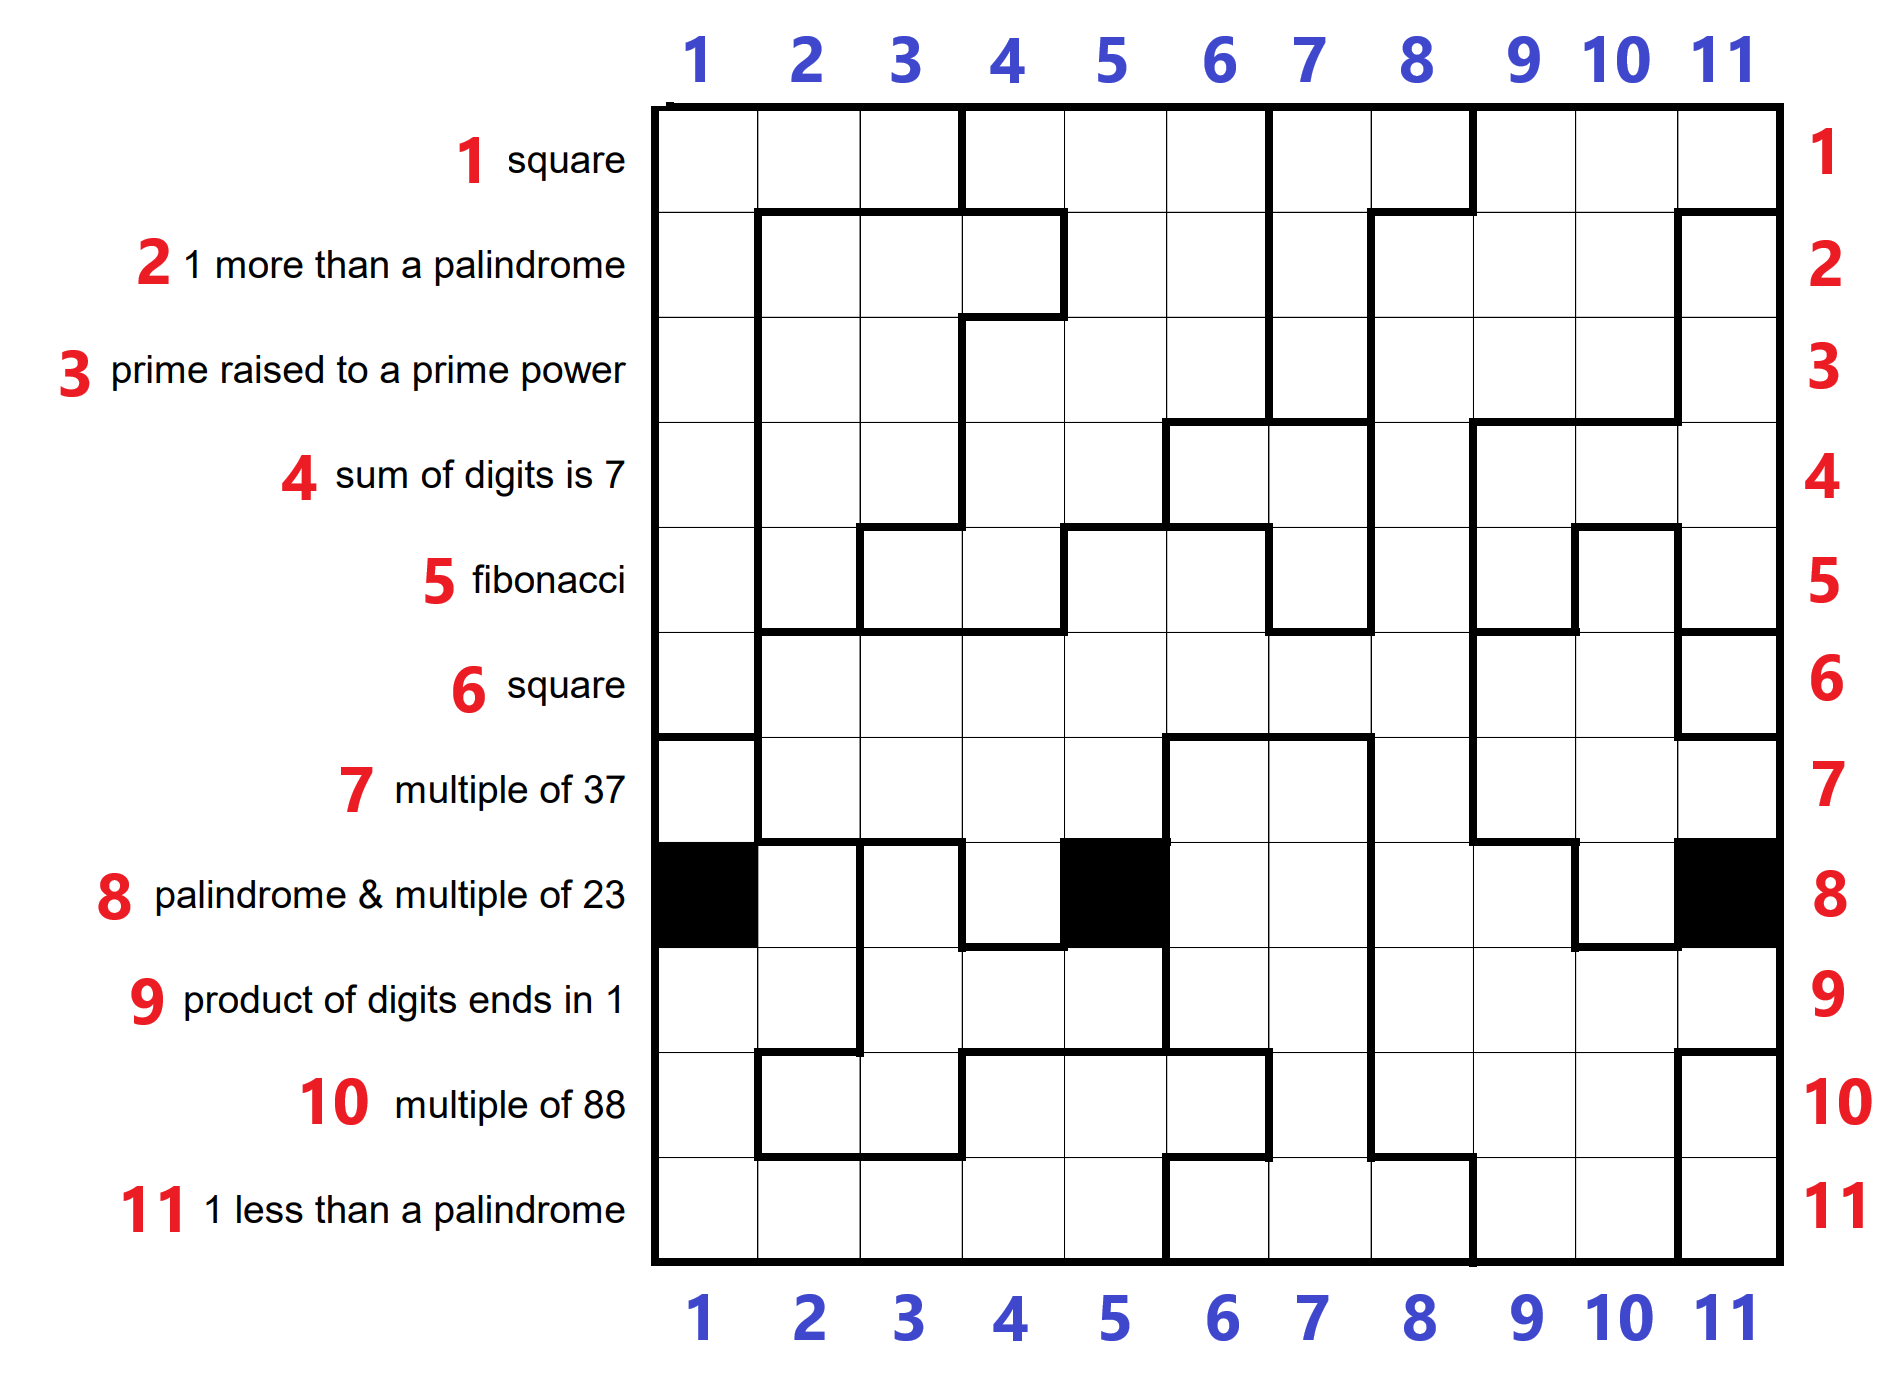 1 2 3 4 5 6 7 8 9 10 11
1 square 1
2 1 more than a palindrome 2
3 prime raised to a prime power 3
4 sum of digits is 7 4
5 fibonacci 5
6 square 6
7 multiple of 37 7
8 palindrome & multiple of 23 8
9 product of digits ends in 1 9
10 multiple of 88 10
11 1 less than a palindrome 11
1 2 3 4 5 6 7 8 9 10 11